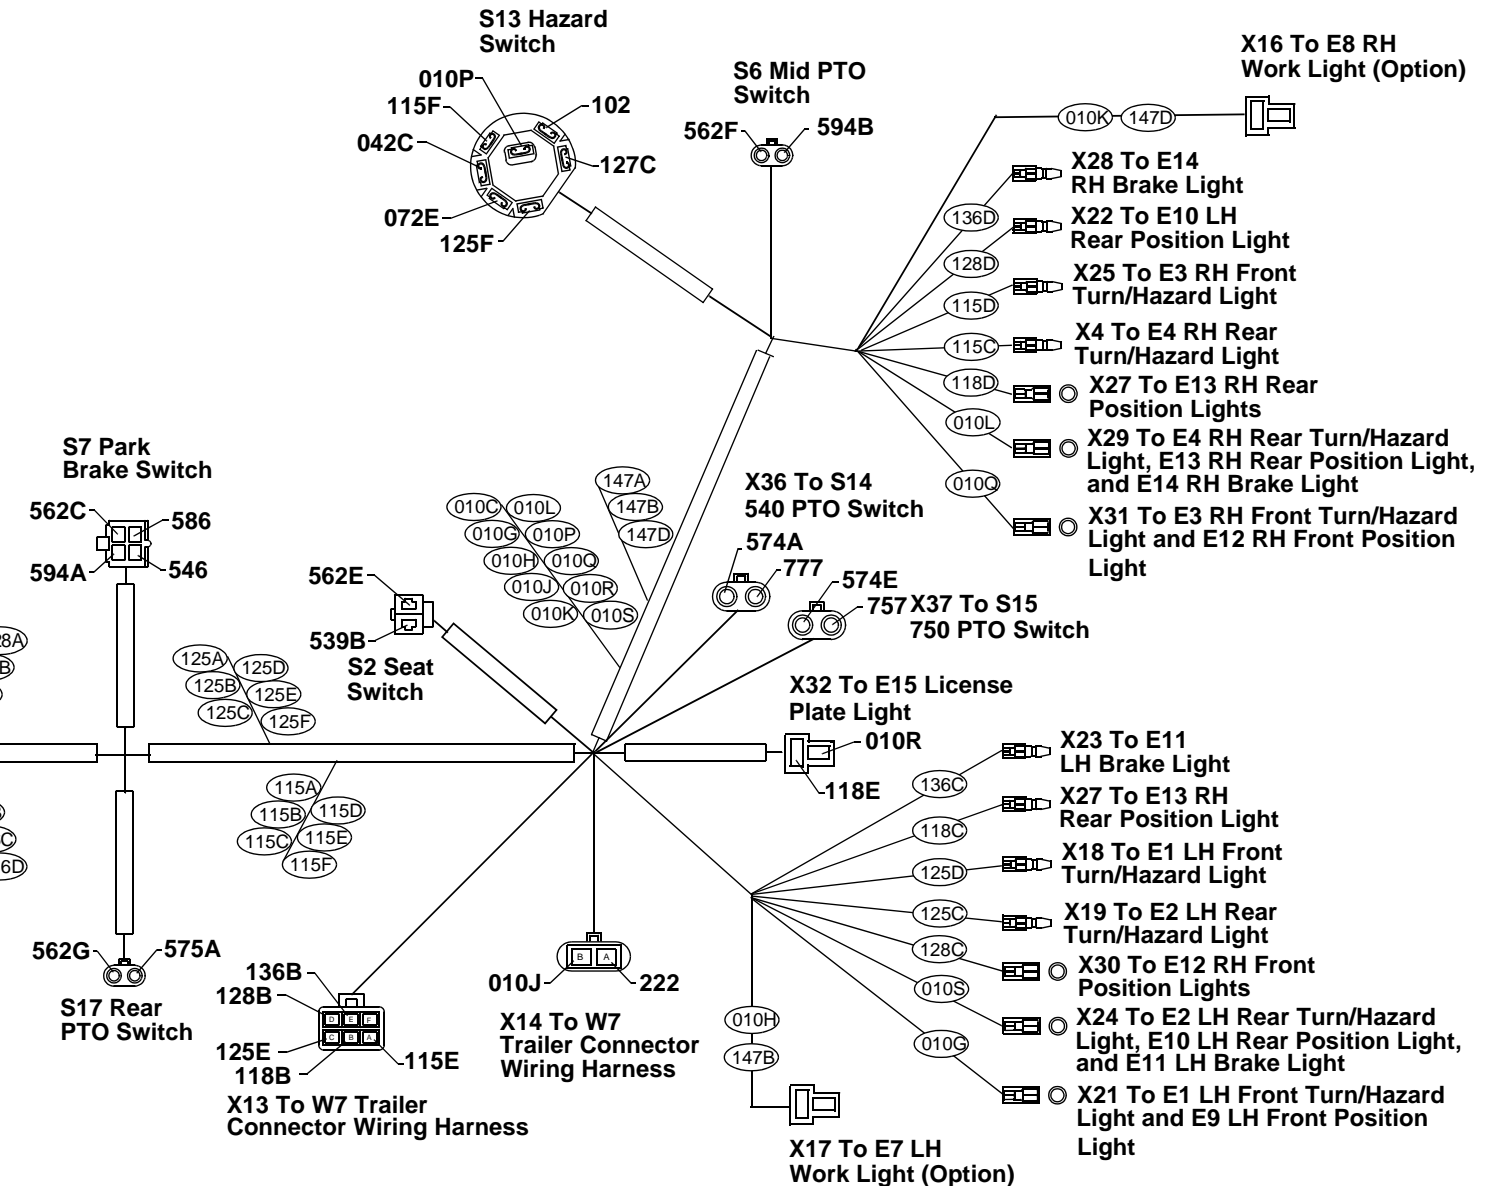 S13 Hazard
Switch
010P
115F
102
042C
127C
072E
125F
S6 Mid PTO
Switch
562F
594B
X16 To E8 RH
Work Light (Option)
010K
147D
X28 To E14
RH Brake Light
136D
X22 To E10 LH
Rear Position Light
128D
X25 To E3 RH Front
Turn/Hazard Light
115D
X4 To E4 RH Rear
Turn/Hazard Light
115C
X27 To E13 RH Rear
Position Lights
118D
X29 To E4 RH Rear Turn/Hazard
Light, E13 RH Rear Position Light,
and E14 RH Brake Light
010L
X31 To E3 RH Front Turn/Hazard
Light and E12 RH Front Position
Light
010Q
S7 Park
Brake Switch
562C
586
594A
546
562E
539B
S2 Seat
Switch
010C
010L
010G
010P
010H
010Q
010J
010R
010K
010S
147A
147B
147D
X36 To S14
540 PTO Switch
574A
777
574E
757
X37 To S15
750 PTO Switch
28A
B
125A
125D
125B
125E
125C
125F
X32 To E15 License
Plate Light
010R
118E
115A
115B
115D
115C
115E
115F
C
6D
X23 To E11
LH Brake Light
136C
X27 To E13 RH
Rear Position Light
118C
X18 To E1 LH Front
Turn/Hazard Light
125D
X19 To E2 LH Rear
Turn/Hazard Light
125C
X30 To E12 RH Front
Position Lights
128C
X24 To E2 LH Rear Turn/Hazard
Light, E10 LH Rear Position Light,
and E11 LH Brake Light
010S
X21 To E1 LH Front Turn/Hazard
Light and E9 LH Front Position
Light
010G
562G
575A
S17 Rear
PTO Switch
136B
128B
D E F
C B A
125E
118B
115E
X13 To W7 Trailer
Connector Wiring Harness
B A
010J
222
X14 To W7
Trailer Connector
Wiring Harness
010H
147B
X17 To E7 LH
Work Light (Option)